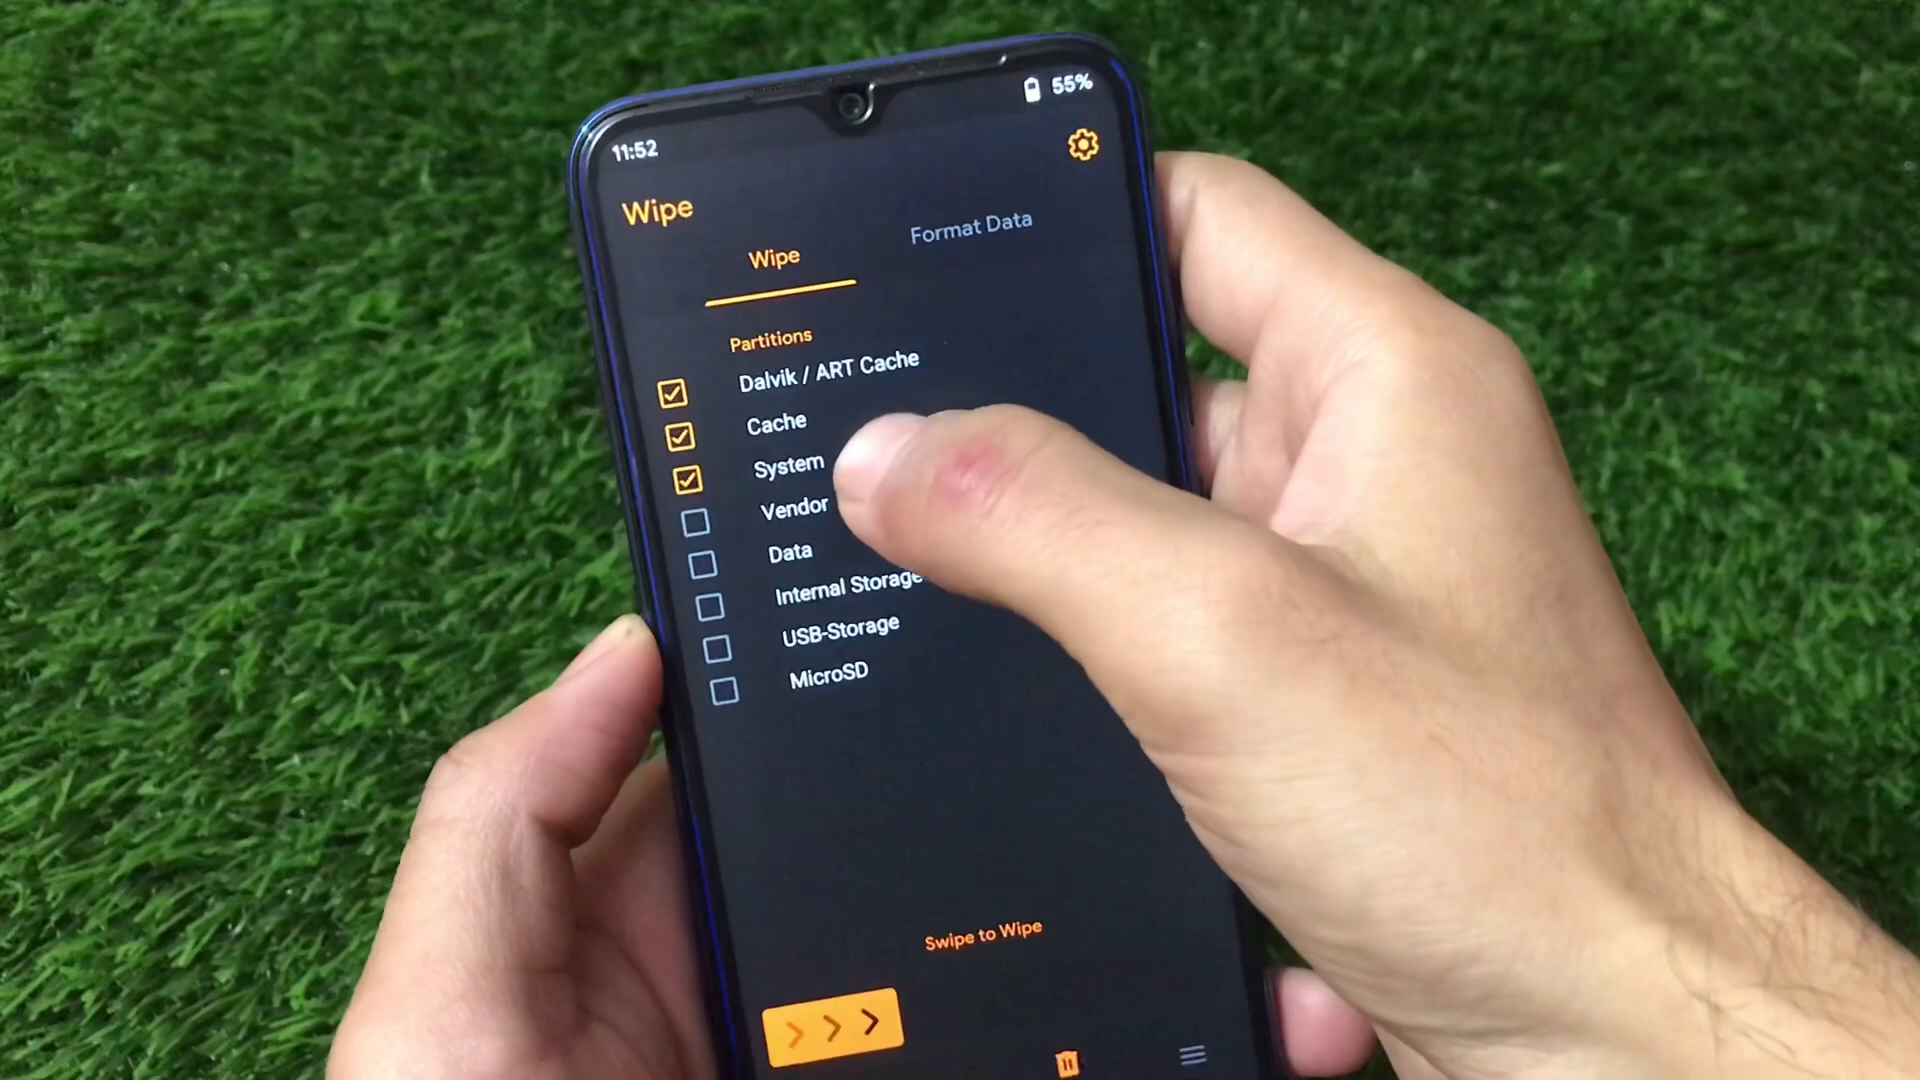 11:52
55%
Wipe
Wipe
Format Data
Partitions
Dalvik / ART Cache
Cache
System
Vendor
Data
Internal Storage
USB-Storage
MicroSD
Swipe to Wipe